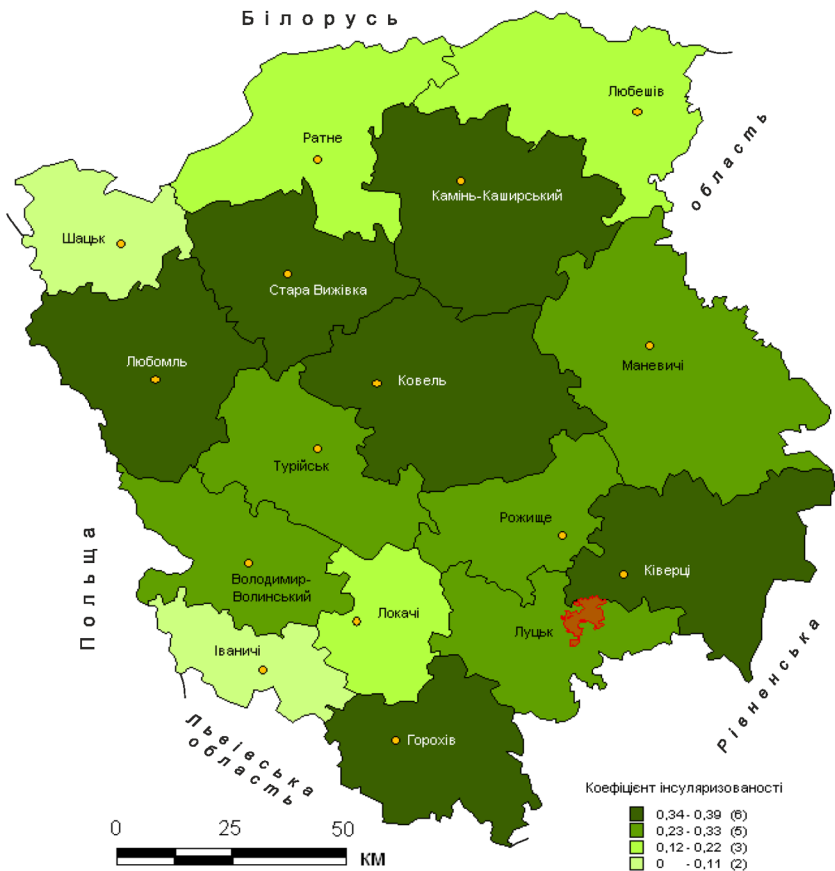 Білорусь
Любешів
область
Ратне
Камінь-Каширський
Шацьк
Стара Вижівка
Любомль
Ковель
Маневичі
Турійськ
Рожище
Польща
Ківерці
Володимир-
Волинський
Локачі
Луцьк
Іваничі
Рівненська
Львівська
область
Горохів
Коефіцієнт інсуляризованості
0,34 - 0,39 (6)
0,23 - 0,33 (5)
0,12 - 0,22 (3)
0 - 0,11 (2)
0 25 50
км